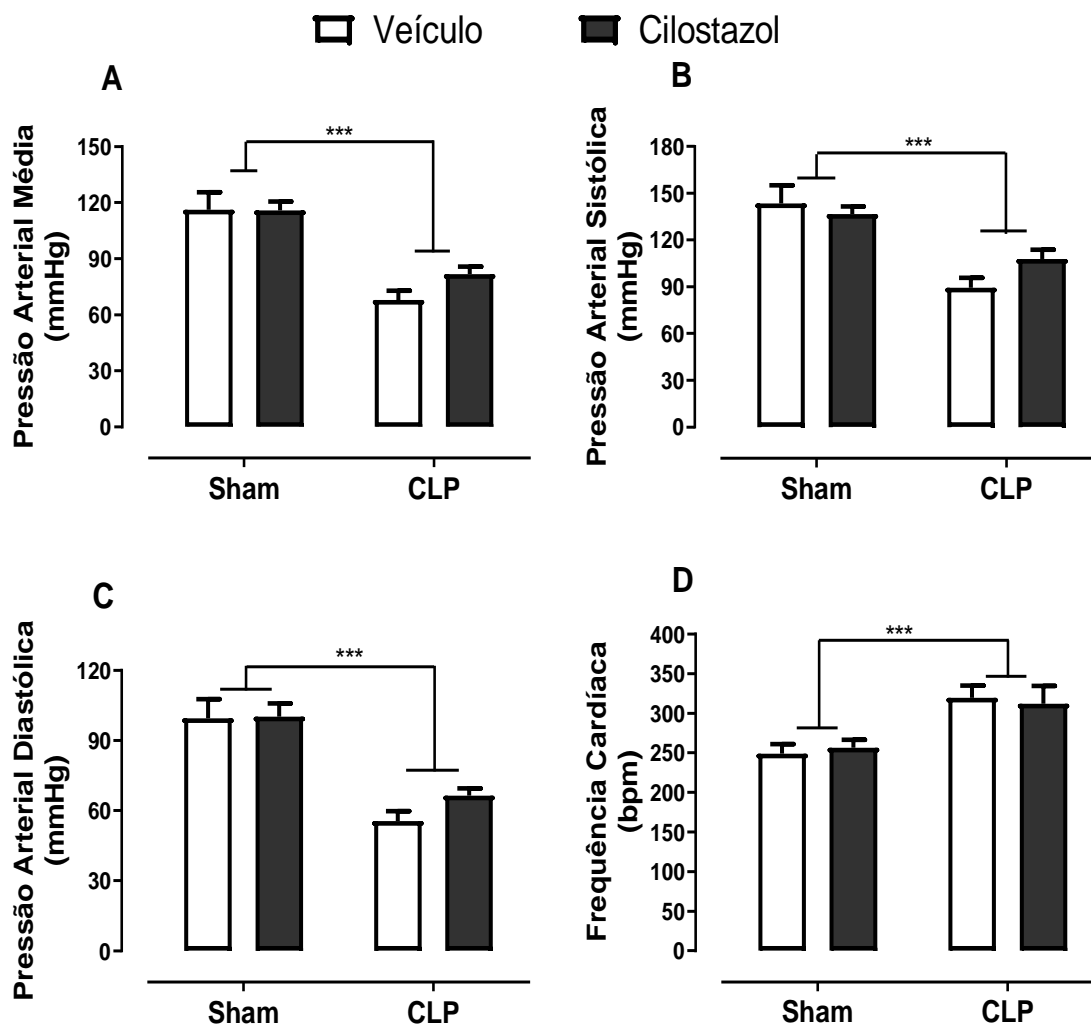 Veículo Cilostazol
A
Pressão Arterial Média
(mmHg)
150
120
90
60
30
0
***
Sham CLP
B
Pressão Arterial Sistólica
(mmHg)
180
150
120
90
60
30
0
***
Sham CLP
C
Pressão Arterial Diastólica
(mmHg)
120
90
60
30
0
***
Sham CLP
D
Frequência Cardíaca
(bpm)
400
350
300
250
200
150
100
50
0
***
Sham CLP